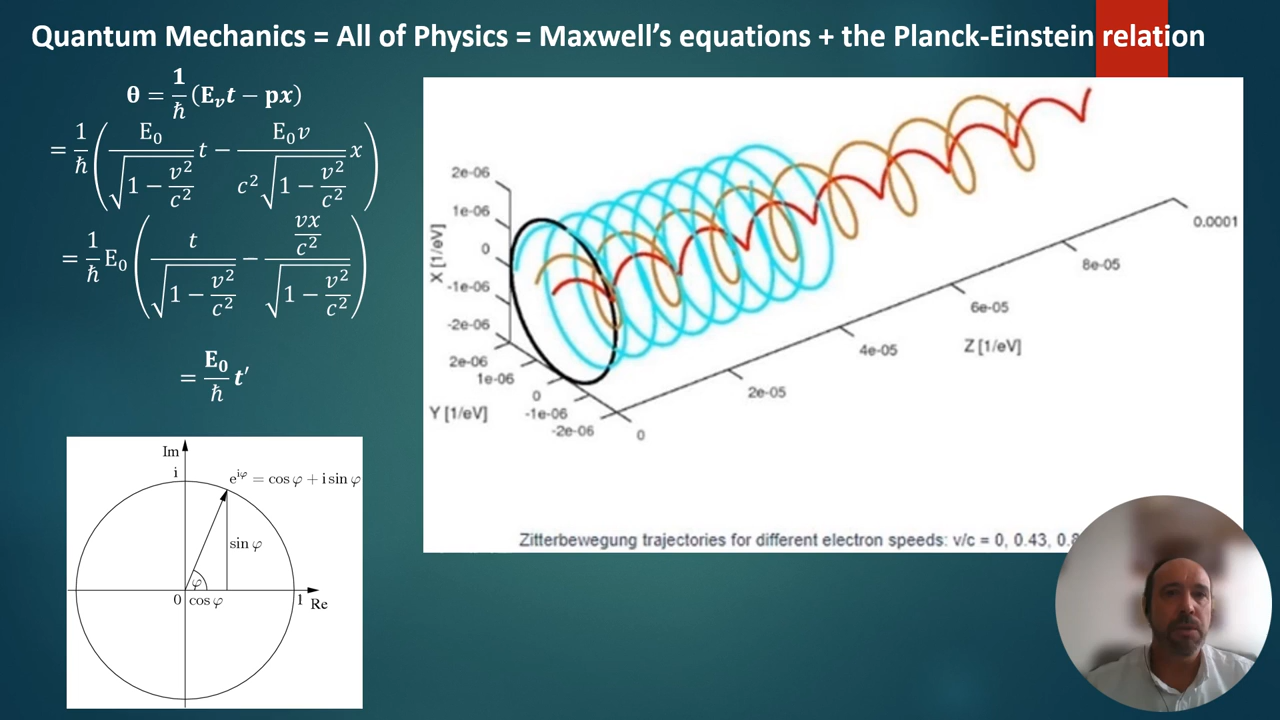 Quantum Mechanics = All of Physics = Maxwell's equations + the Planck-Einstein relation
θ = 1/ħ (E_v t − px)
= 1/ħ ( E₀ / √(1 − v²/c²) t − E₀v / c²√(1 − v²/c²) x )
= 1/ħ E₀ ( t / √(1 − v²/c²) − vx/c² / √(1 − v²/c²) )
= E₀/ħ t′
Im
i
e^{iφ} = cos φ + i sin φ
sin φ
φ
0
cos φ
1
Re
2e-06
1e-06
0
-1e-06
-2e-06
X [1/eV]
2e-06
1e-06
0
-1e-06
-2e-06
Y [1/eV]
0
2e-05
4e-05
6e-05
8e-05
0.0001
Z [1/eV]
Zitterbewegung trajectories for different electron speeds: v/c = 0, 0.43,